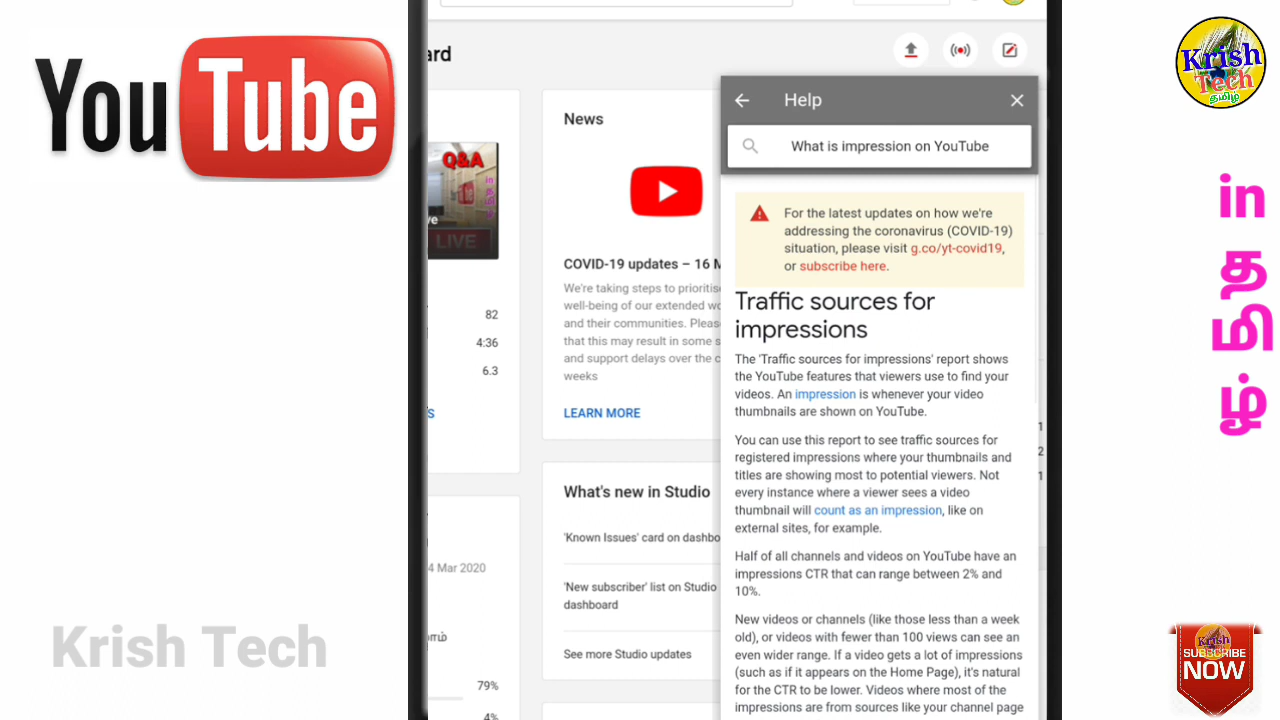 YouTube
Krish
Tech
தமிழ்
in
த
மி
ழ்
Krish Tech
Krish
SUBSCRIBE
NOW
ard
Q&A
LIVE
82
4:36
6.3
4 Mar 2020
79%
4%
News
COVID-19 updates – 16 M
We're taking steps to prioritise
well-being of our extended wo
and their communities. Pleas
that this may result in some s
and support delays over the c
weeks
LEARN MORE
What's new in Studio
'Known Issues' card on dashbo
'New subscriber' list on Studio
dashboard
See more Studio updates
Help
What is impression on YouTube
For the latest updates on how we're
addressing the coronavirus (COVID-19)
situation, please visit g.co/yt-covid19,
or subscribe here.
Traffic sources for
impressions
The 'Traffic sources for impressions' report shows
the YouTube features that viewers use to find your
videos. An impression is whenever your video
thumbnails are shown on YouTube.
You can use this report to see traffic sources for
registered impressions where your thumbnails and
titles are showing most to potential viewers. Not
every instance where a viewer sees a video
thumbnail will count as an impression, like on
external sites, for example.
Half of all channels and videos on YouTube have an
impressions CTR that can range between 2% and
10%.
New videos or channels (like those less than a week
old), or videos with fewer than 100 views can see an
even wider range. If a video gets a lot of impressions
(such as if it appears on the Home Page), it's natural
for the CTR to be lower. Videos where most of the
impressions are from sources like your channel page